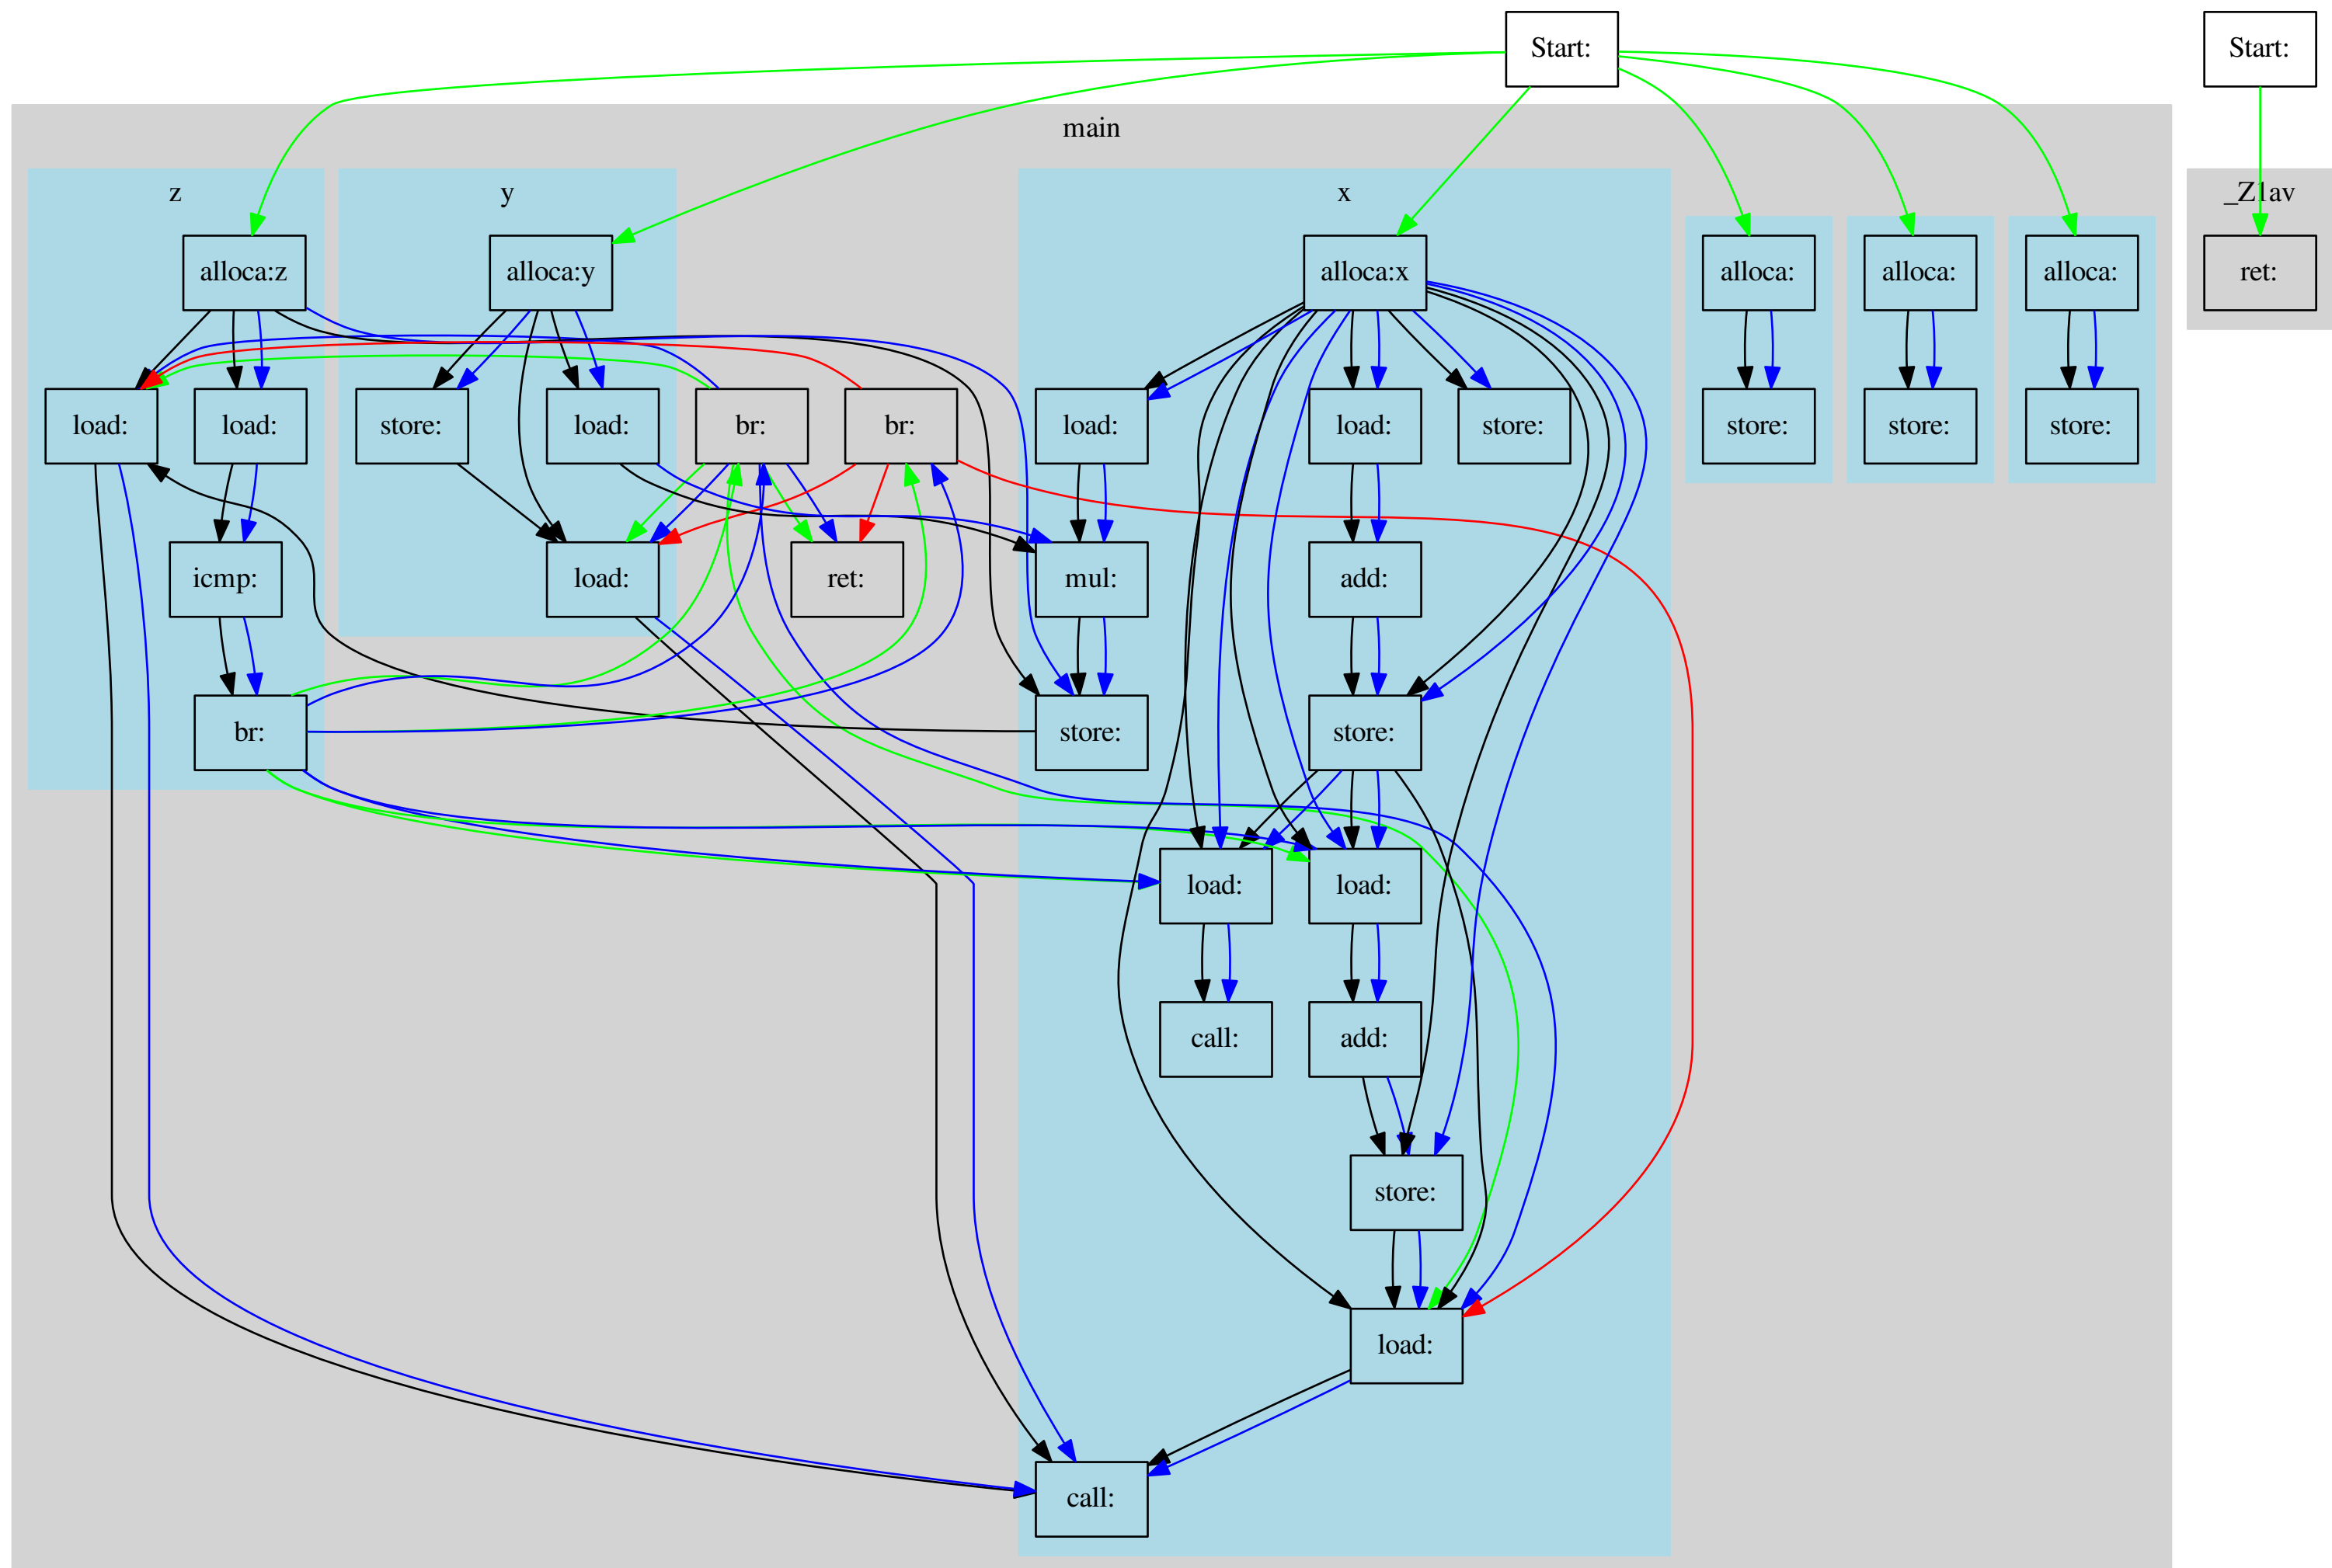 Start:
Start:
main
z
y
x
_Z1av
alloca:z
alloca:y
alloca:x
alloca:
alloca:
alloca:
ret:
load:
load:
store:
load:
br:
br:
load:
load:
store:
store:
store:
store:
icmp:
load:
ret:
mul:
add:
br:
store:
store:
load:
load:
call:
add:
store:
load:
call: